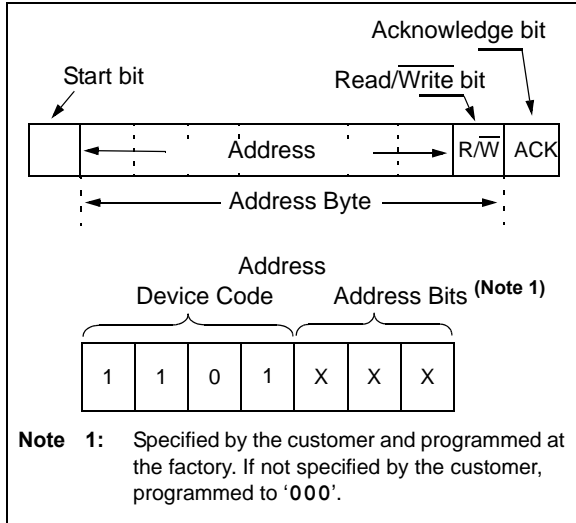 Acknowledge bit
Start bit
Read/Write bit
Address
R/W
ACK
Address Byte
Address
Device Code
Address Bits (Note 1)
1 1 0 1 X X X
Note 1: Specified by the customer and programmed at
the factory. If not specified by the customer,
programmed to ‘000’.